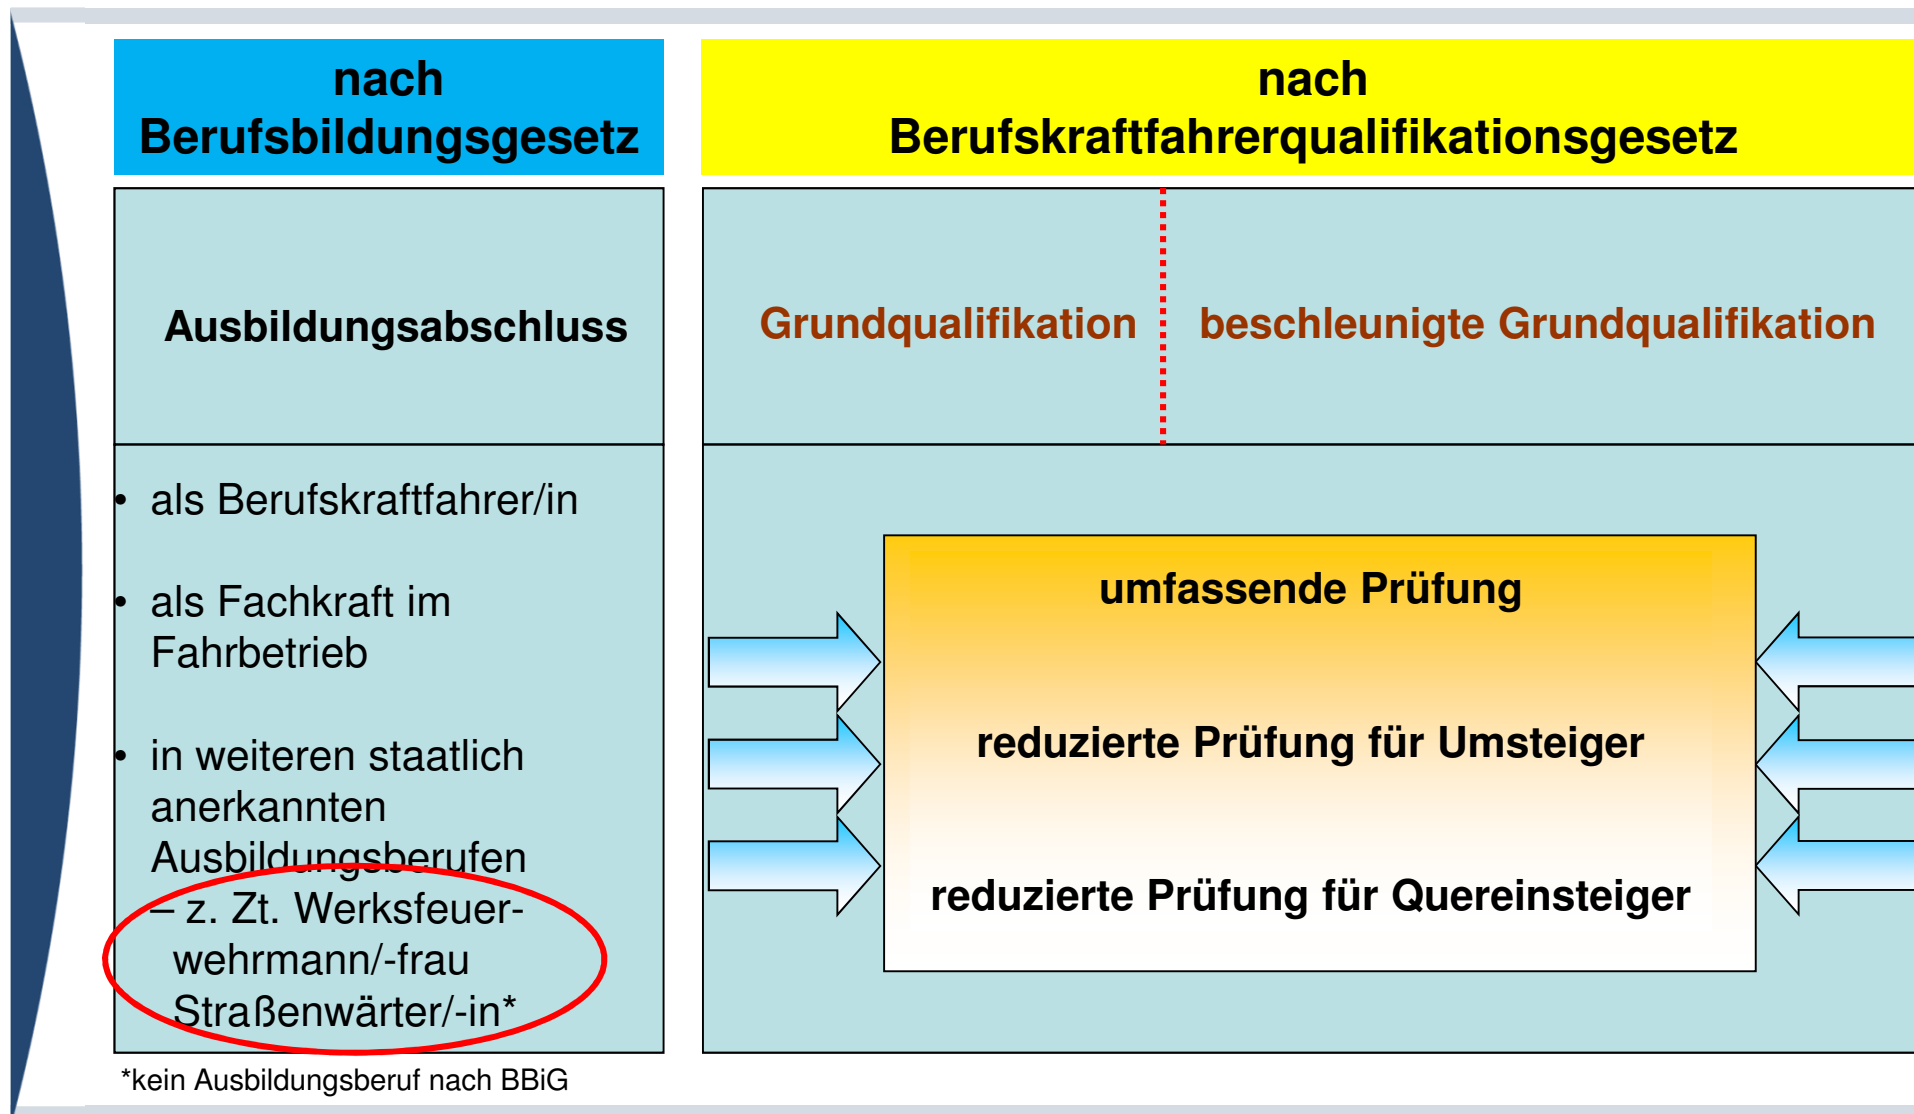 nach
Berufsbildungsgesetz
nach
Berufskraftfahrerqualifikationsgesetz
Ausbildungsabschluss
Grundqualifikation
beschleunigte Grundqualifikation
• als Berufskraftfahrer/in
• als Fachkraft im
Fahrbetrieb
• in weiteren staatlich
anerkannten
Ausbildungsberufen
– z. Zt. Werksfeuer-
wehrmann/-frau
Straßenwärter/-in*
umfassende Prüfung
reduzierte Prüfung für Umsteiger
reduzierte Prüfung für Quereinsteiger
*kein Ausbildungsberuf nach BBiG